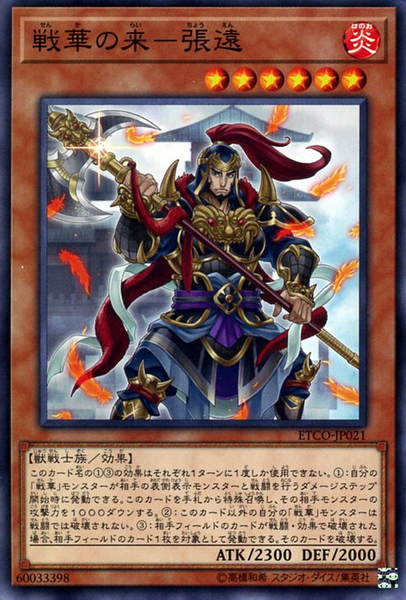 戦華の来－張遠
炎
ETCO-JP021
【獣戦士族／効果】
このカード名の①③の効果はそれぞれ1ターンに1度しか使用できない。①：自分の
「戦華」モンスターが相手の表側表示モンスターと戦闘を行うダメージステップ
開始時に発動できる。このカードを手札から特殊召喚し、その相手モンスターの
攻撃力を１０００ダウンする。②：このカード以外の自分の「戦華」モンスター
は戦闘では破壊されない。③：相手フィールドのカードが戦闘・効果で破壊された
場合、相手フィールドのカード1枚を対象として発動できる。そのカードを破壊する。
ATK/2300 DEF/2000
60033398
©高橋和希 スタジオ・ダイス/集英社